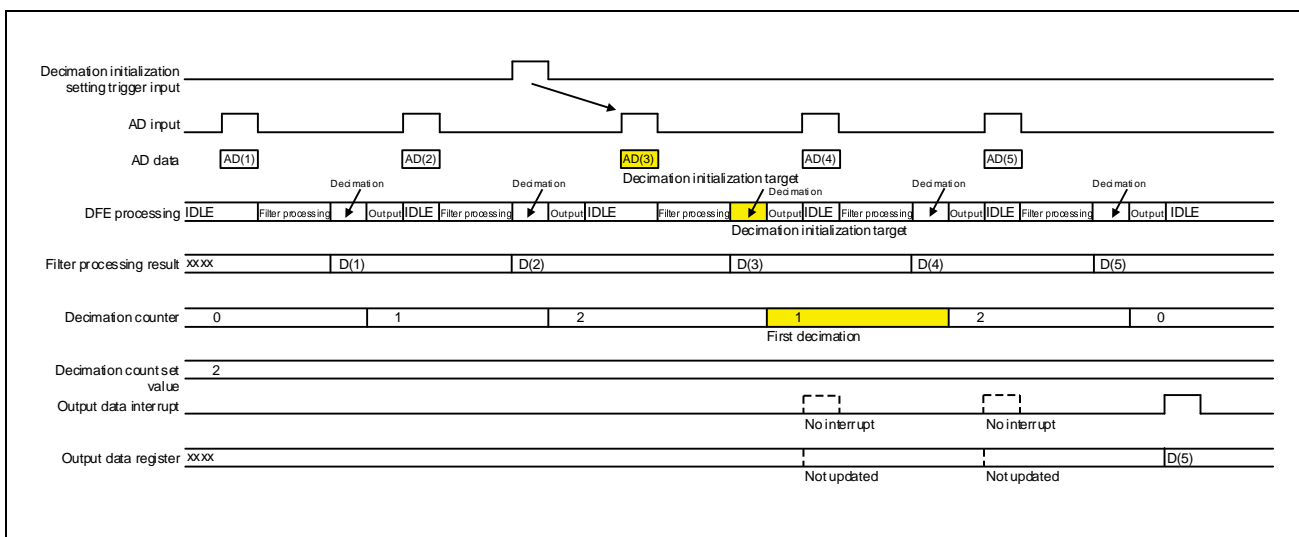 Decimation initialization
setting trigger input
AD input
AD data AD(1) AD(2) AD(3) AD(4) AD(5)
Decimation initialization target
Decimation Decimation Decimation Decimation Decimation
DFE processing IDLE Filter processing Output IDLE Filter processing Output IDLE Filter processing Output IDLE Filter processing Output IDLE Filter processing Output IDLE
Decimation initialization target
Filter processing result xxxx D(1) D(2) D(3) D(4) D(5)
Decimation counter 0 1 2 1 2 0
First decimation
Decimation count set
value
2
Output data interrupt
No interrupt No interrupt
Output data register xxxx D(5)
Not updated Not updated